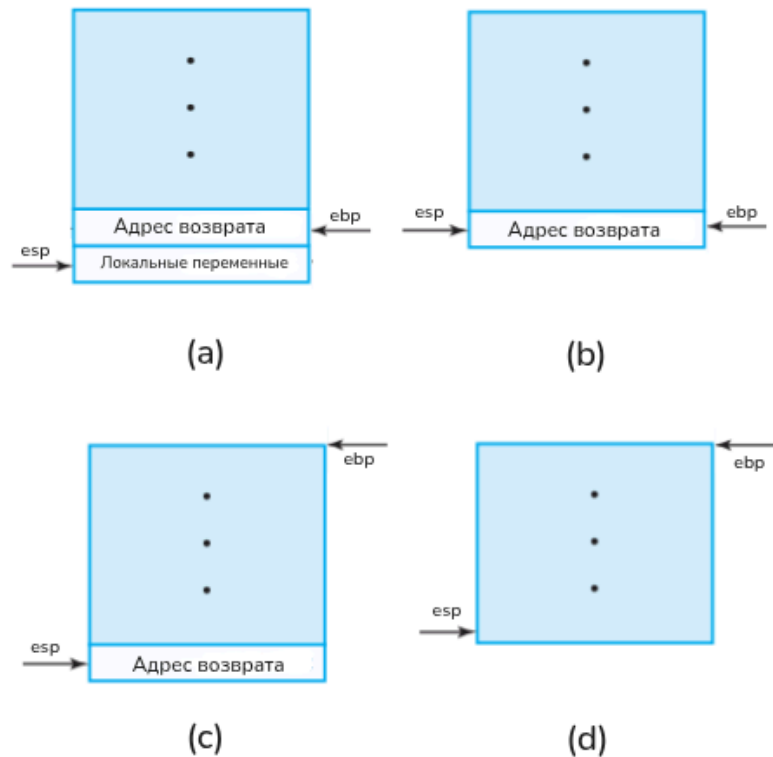 Адрес возврата
ebp
esp
Локальные переменные
(a)
esp
Адрес возврата
ebp
(b)
ebp
esp
Адрес возврата
(c)
ebp
esp
(d)